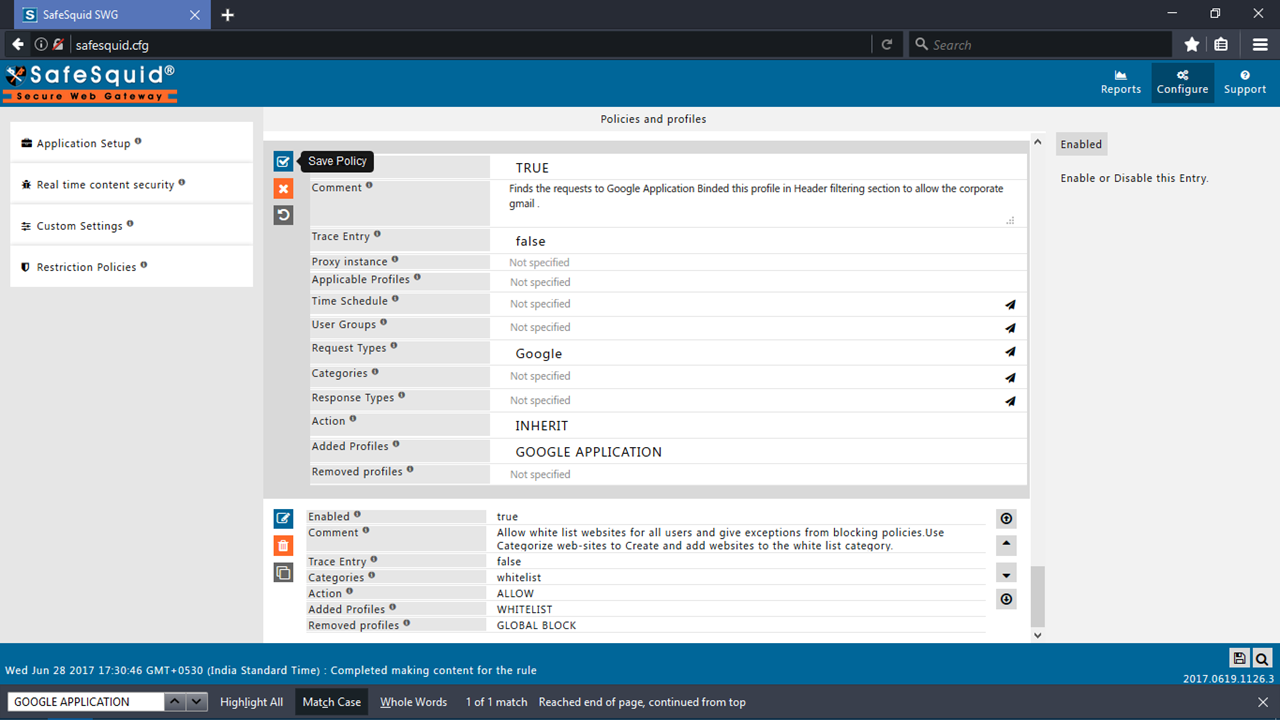 SafeSquid SWG
safesquid.cfg
Search
SafeSquid®
Secure Web Gateway
Reports
Configure
Support
Application Setup
Real time content security
Custom Settings
Restriction Policies
Policies and profiles
Enabled
Enable or Disable this Entry.
Save Policy
TRUE
Comment
Finds the requests to Google Application Binded this profile in Header filtering section to allow the corporate
gmail .
Trace Entry
false
Proxy instance
Not specified
Applicable Profiles
Not specified
Time Schedule
Not specified
User Groups
Not specified
Request Types
Google
Categories
Not specified
Response Types
Not specified
Action
INHERIT
Added Profiles
GOOGLE APPLICATION
Removed profiles
Not specified
Enabled
true
Comment
Allow white list websites for all users and give exceptions from blocking policies.Use
Categorize web-sites to Create and add websites to the white list category.
Trace Entry
false
Categories
whitelist
Action
ALLOW
Added Profiles
WHITELIST
Removed profiles
GLOBAL BLOCK
Wed Jun 28 2017 17:30:46 GMT+0530 (India Standard Time) : Completed making content for the rule
2017.0619.1126.3
GOOGLE APPLICATION
Highlight All
Match Case
Whole Words
1 of 1 match
Reached end of page, continued from top